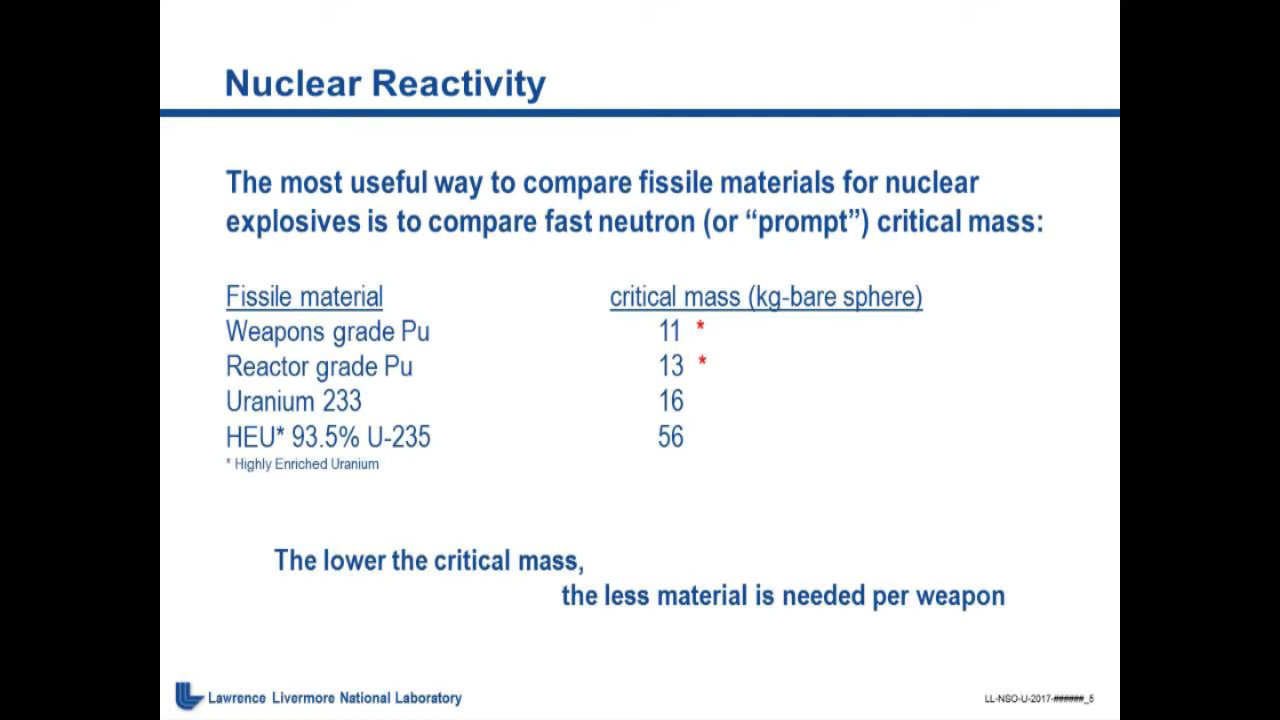 Nuclear Reactivity
The most useful way to compare fissile materials for nuclear
explosives is to compare fast neutron (or “prompt”) critical mass:
Fissile material critical mass (kg-bare sphere)
Weapons grade Pu 11 *
Reactor grade Pu 13 *
Uranium 233 16
HEU* 93.5% U-235 56
* Highly Enriched Uranium
The lower the critical mass,
the less material is needed per weapon
Lawrence Livermore National Laboratory
LL-NSO-U-2017-######_5